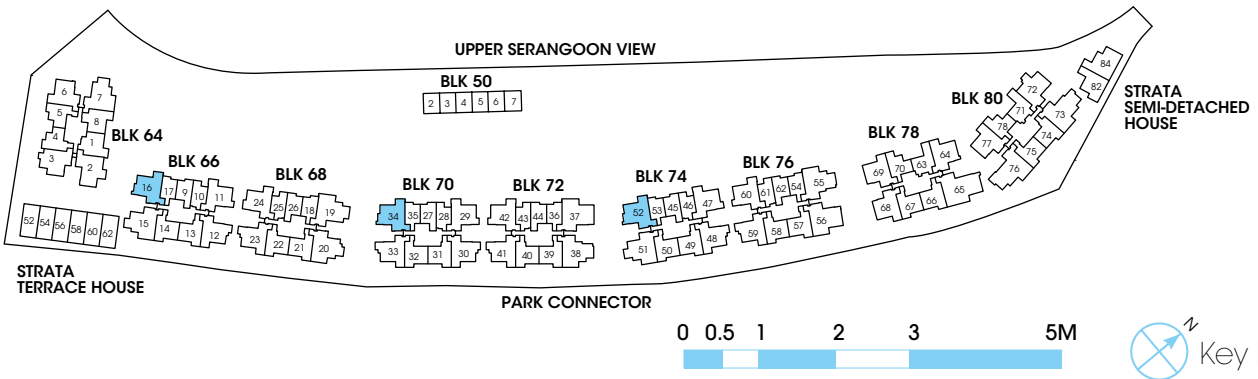 UPPER SERANGOON VIEW
BLK 50
2 3 4 5 6 7
BLK 64
6 7
5 8
4 1
3 2
BLK 66
16 17 9 10 11
15 14 13 12
BLK 68
24 25 26 18 19
23 22 21 20
BLK 70
34 35 27 28 29
33 32 31 30
BLK 72
42 43 44 36 37
41 40 39 38
BLK 74
52 53 45 46 47
51 50 49 48
BLK 76
60 61 62 54 55
59 58 57 56
BLK 78
69 70 63 64
68 67 66 65
BLK 80
72
71 73
78 74
77 75
76
84
82
STRATA
SEMI-DETACHED
HOUSE
52 54 56 58 60 62
STRATA
TERRACE HOUSE
PARK CONNECTOR
0 0.5 1 2 3 5M
N
Key